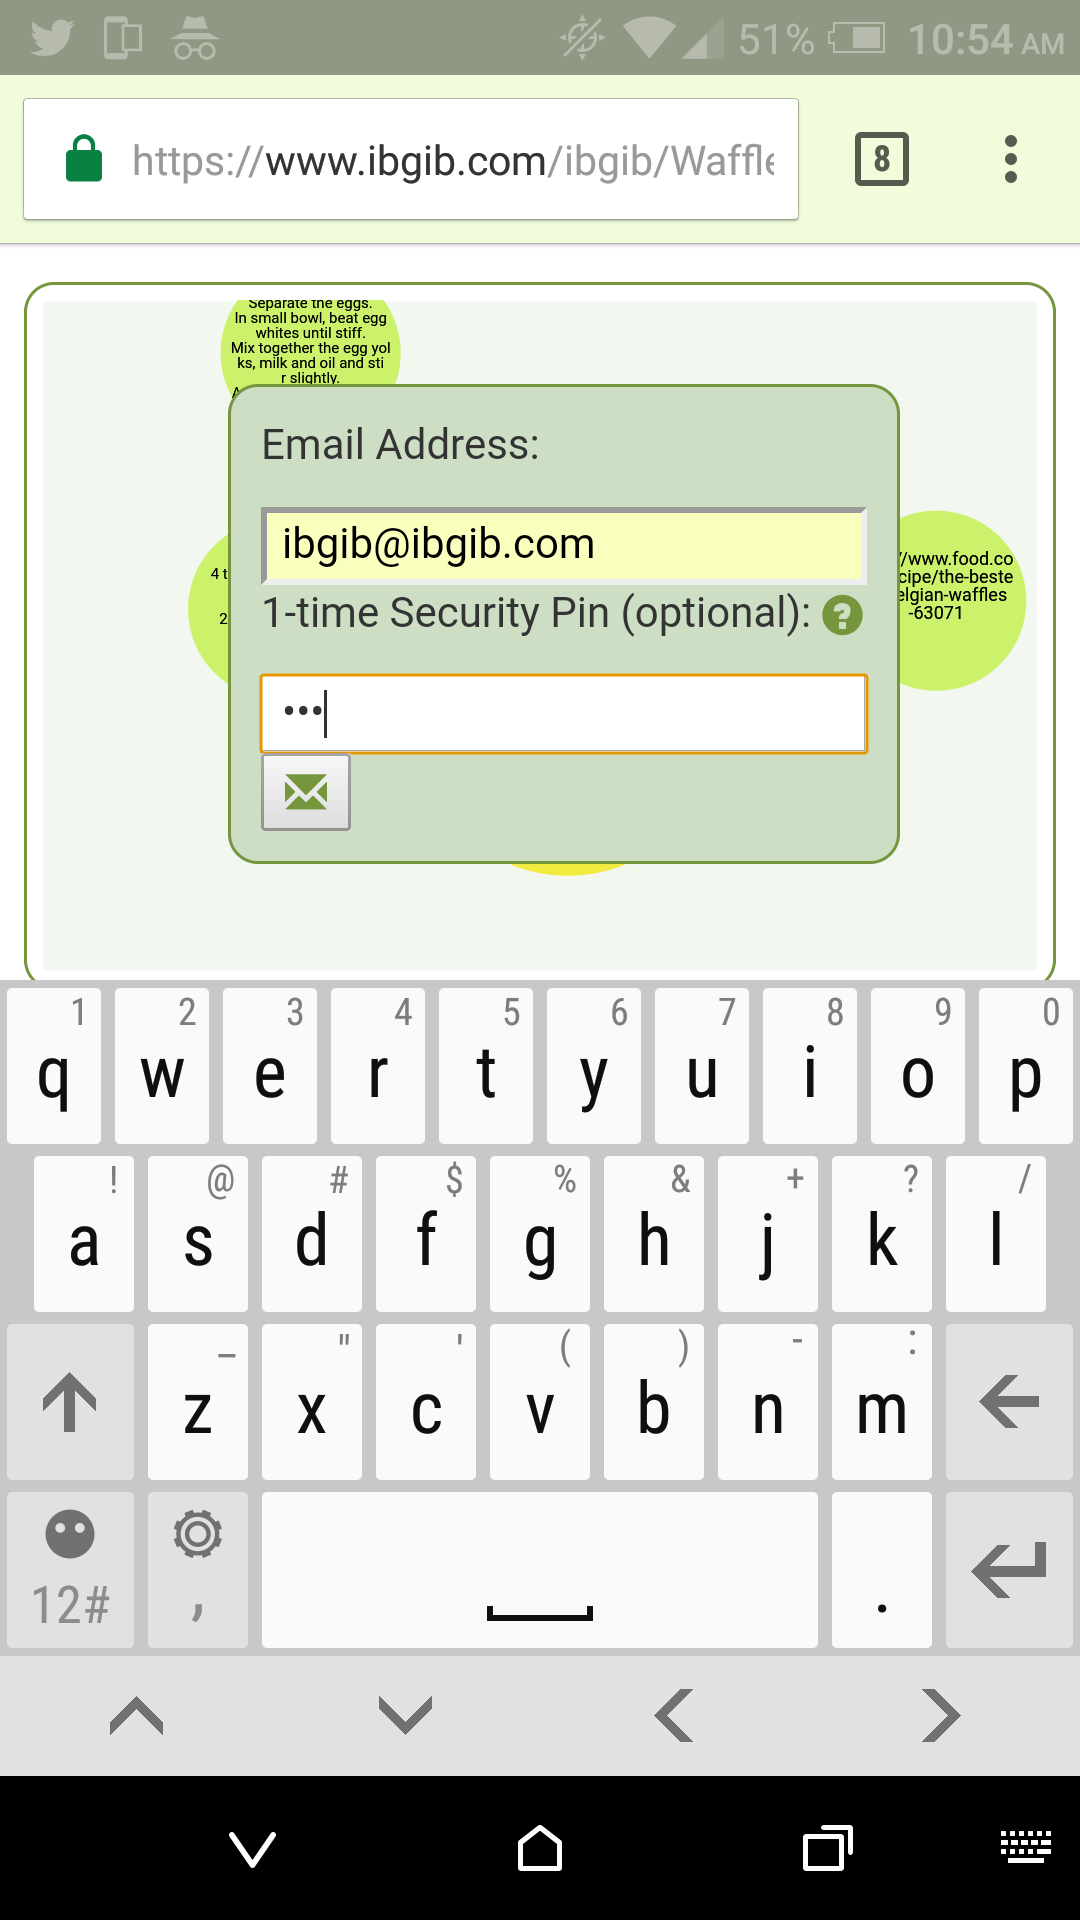 51% 10:54 AM
https://www.ibgib.com/ibgib/Waffle
8
Separate the eggs.
In small bowl, beat egg
whites until stiff.
Mix together the egg yol
ks, milk and oil and sti
r slightly.
Email Address:
ibgib@ibgib.com
1-time Security Pin (optional): ?
•••
4 t
2
//www.food.co
cipe/the-beste
elgian-waffles
-63071
1 2 3 4 5 6 7 8 9 0
q w e r t y u i o p
! @ # $ % & + ? /
a s d f g h j k l
_ " ' ( ) - :
z x c v b n m
12# , .